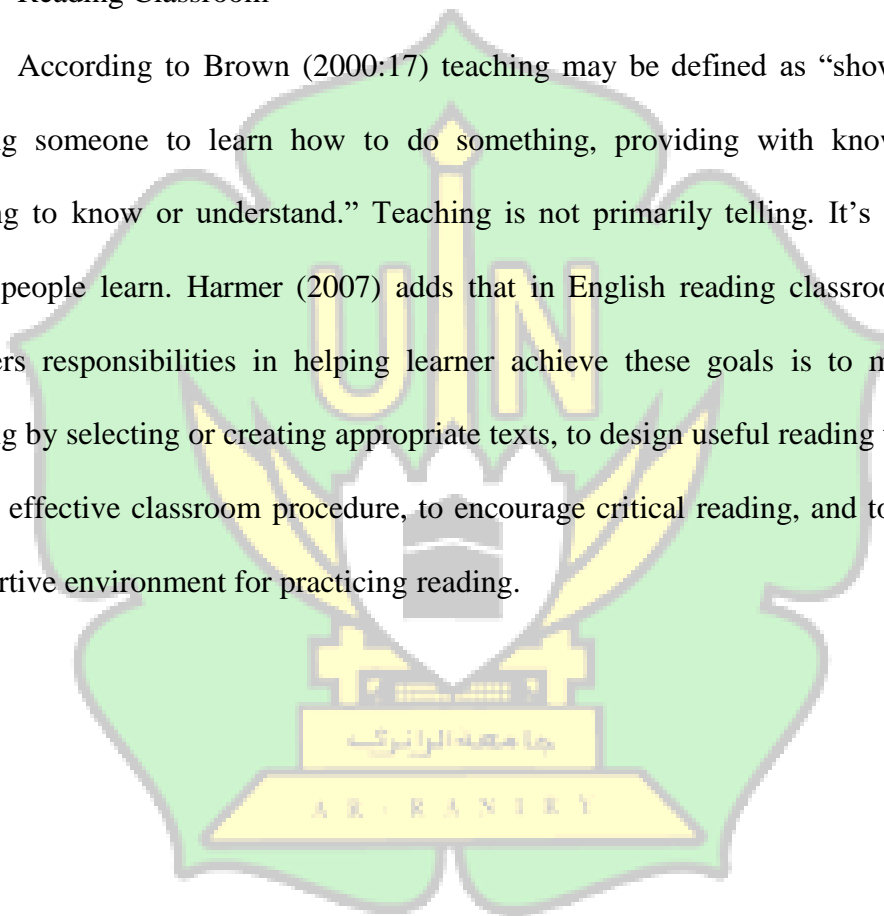 Reading Classroom
According to Brown (2000:17) teaching may be defined as “show
g someone to learn how to do something, providing with know
ng to know or understand.” Teaching is not primarily telling. It’s
people learn. Harmer (2007) adds that in English reading classroo
ers responsibilities in helping learner achieve these goals is to m
g by selecting or creating appropriate texts, to design useful reading t
effective classroom procedure, to encourage critical reading, and to
rtive environment for practicing reading.
UIN
جامعة الرانري
AR - RANIRY